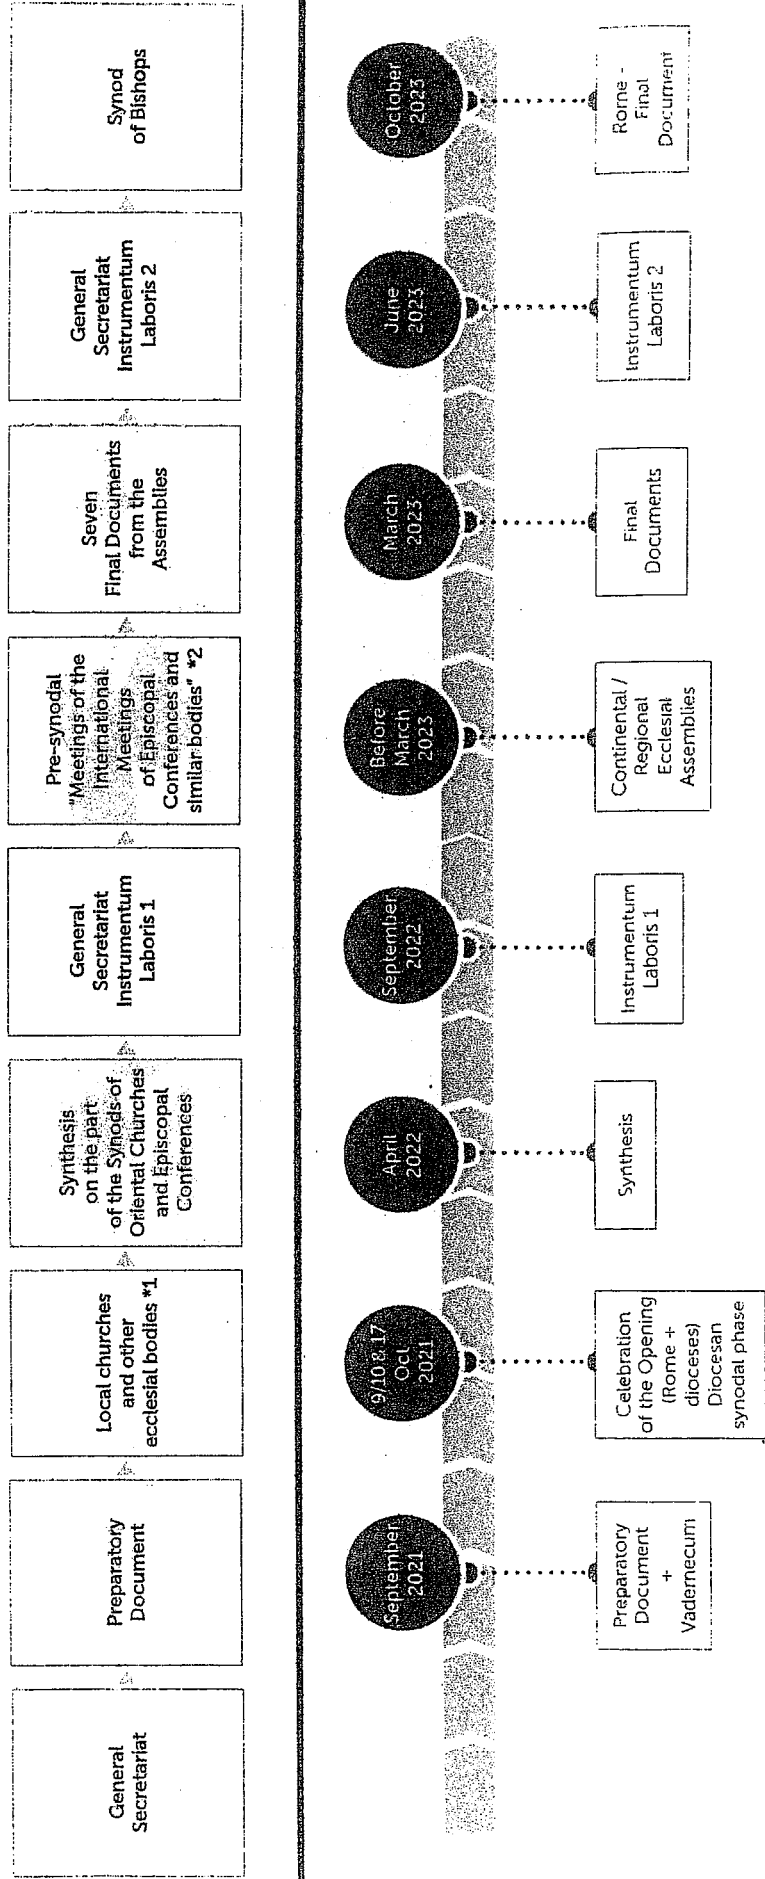 General
Secretariat
Preparatory
Document
Local churches
and other
ecclesial bodies *1
Synthesis
on the part
of the Synods of
Oriental Churches
and Episcopal
Conferences
General
Secretariat
Instrumentum
Laboris 1
Pre-synodal
"Meetings of the
International
Meetings
of Episcopal
Conferences and
similar bodies" *2
Seven
Final Documents
from the
Assemblies
General
Secretariat
Instrumentum
Laboris 2
Synod
of Bishops
September
2021
9/10 & 17
Oct.
2021
April
2022
September
2022
Before
March
2023
March
2023
June
2023
October
2023
Preparatory
Document
+
Vademecum
Celebration
of the Opening
(Rome +
dioceses)
Diocesan
synodal phase
Synthesis
Instrumentum
Laboris 1
Continental /
Regional
Ecclesial
Assemblies
Final
Documents
Instrumentum
Laboris 2
Rome -
Final
Document